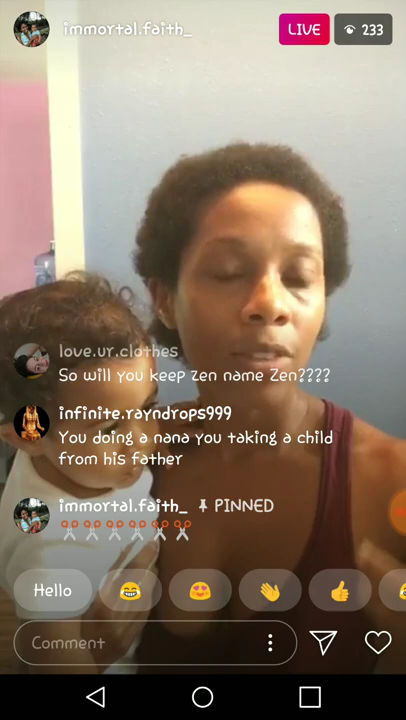 immortal.faith_
LIVE
233
love.ur.clothes
So will you keep zen name Zen????
infinite.rayndrops999
You doing a nana you taking a child
from his father
immortal.faith_ PINNED
Hello
Comment